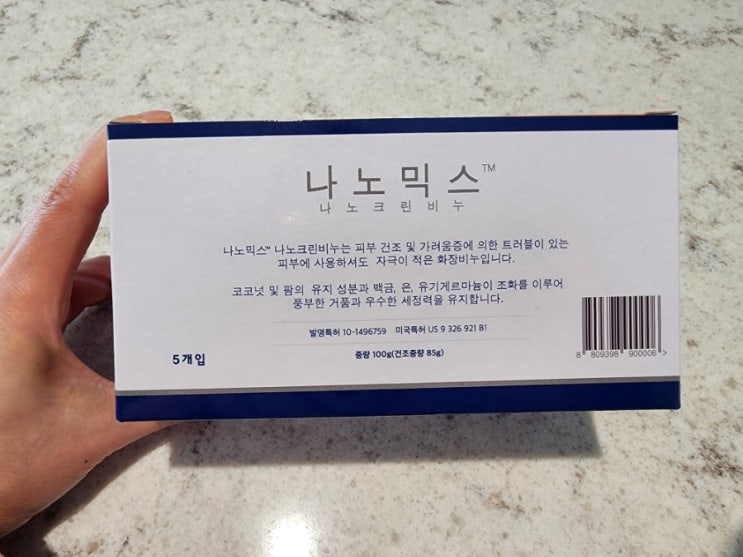 나노믹스™
나노크린비누
나노믹스™ 나노크린비누는 피부 건조 및 가려움증에 의한 트러블이 있는
피부에 사용하셔도 자극이 적은 화장비누입니다.
코코넛 및 팜의 유지 성분과 백금, 은, 유기게르마늄이 조화를 이루어
풍부한 거품과 우수한 세정력을 유지합니다.
발명특허 10-1496759 미국특허 US 9 326 921 B1
중량 100g(건조중량 85g)
5개입
8 809398 900006 >